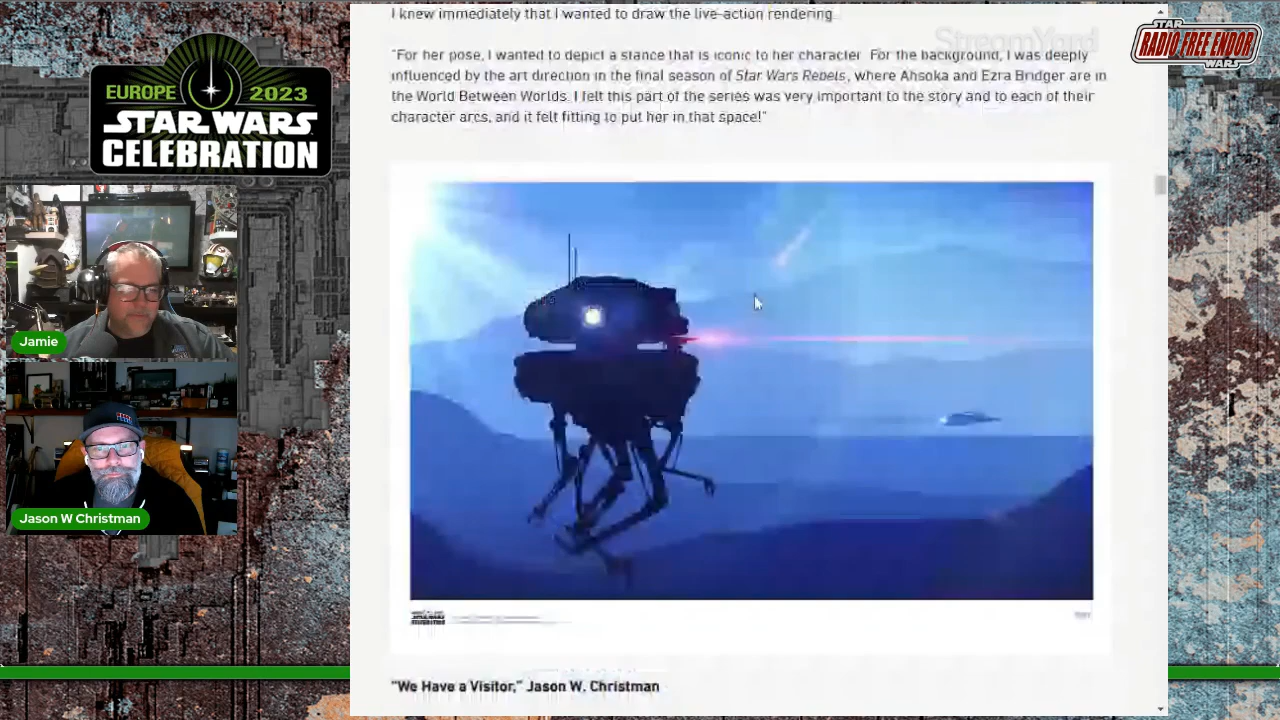 I knew immediately that I wanted to draw the live-action rendering
"For her pose, I wanted to depict a stance that is iconic to her character. For the background, I was deeply
influenced by the art direction in the final season of Star Wars Rebels, where Ahsoka and Ezra Bridger are in
the World Between Worlds. I felt this part of the series was very important to the story and to each of their
character arcs, and it felt fitting to put her in that space!"
StreamYard
STAR
RADIO FREE ENDOR
WARS
EUROPE 2023
STAR WARS
CELEBRATION
Jamie
Jason W Christman
"We Have a Visitor," Jason W. Christman